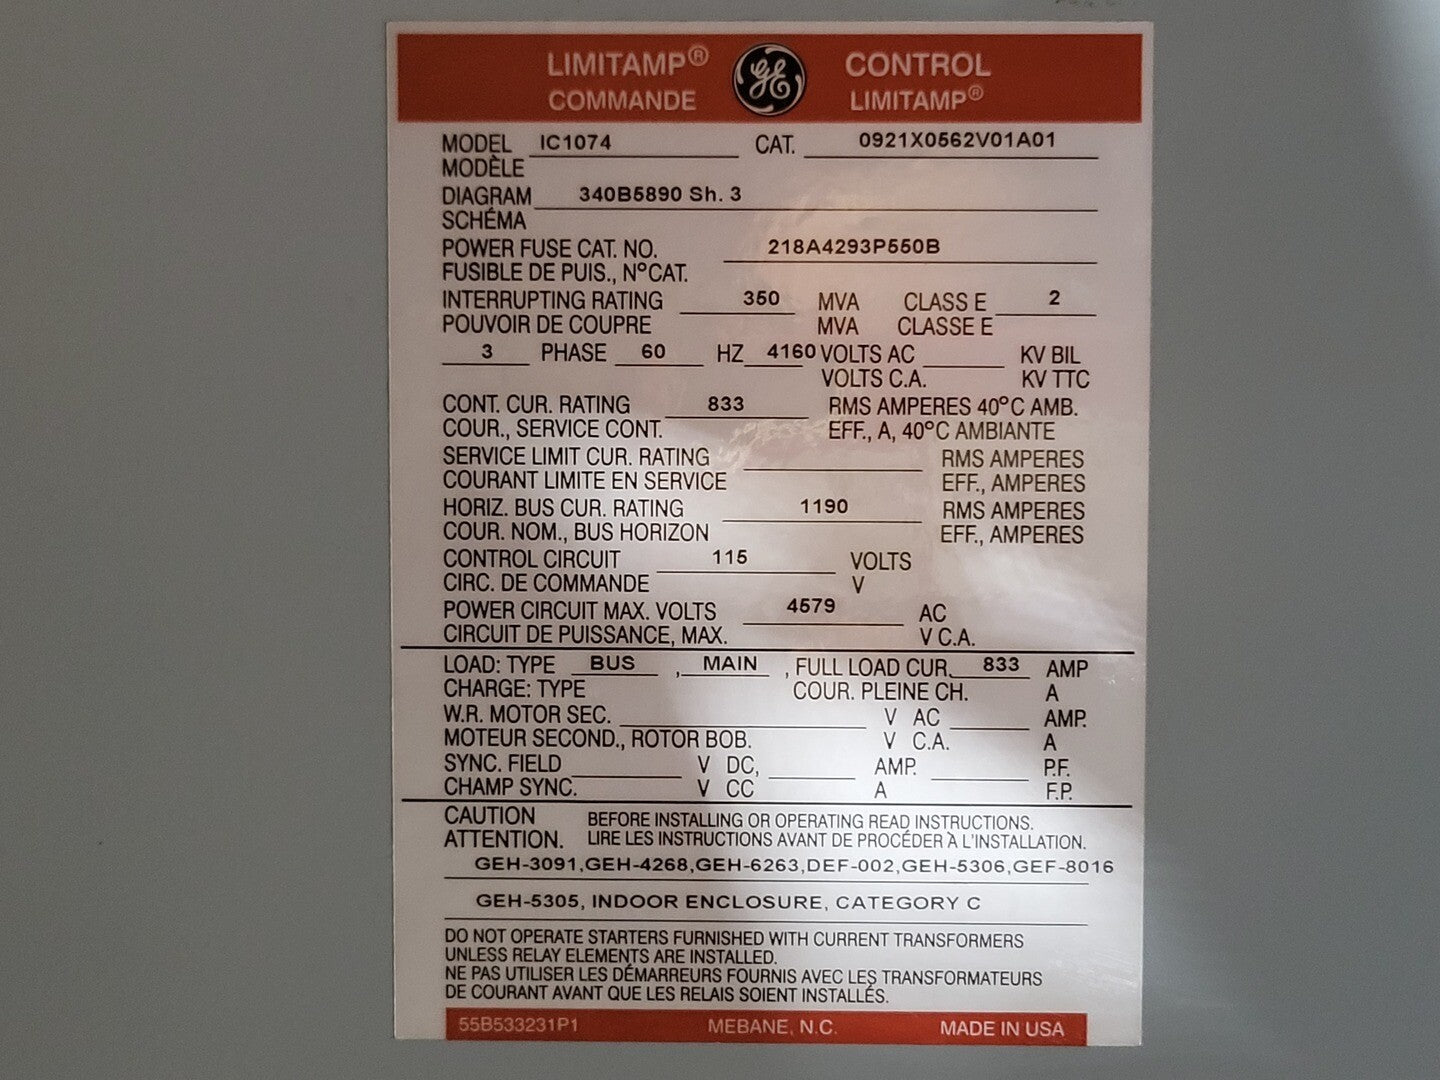 LIMITAMP® GE CONTROL
COMMANDE LIMITAMP®
MODEL IC1074 CAT. 0921X0562V01A01
MODÈLE
DIAGRAM 340B5890 Sh. 3
SCHÉMA
POWER FUSE CAT. NO. 218A4293P550B
FUSIBLE DE PUIS., NºCAT.
INTERRUPTING RATING 350 MVA CLASS E 2
POUVOIR DE COUPRE MVA CLASSE E
3 PHASE 60 HZ 4160 VOLTS AC KV BIL
VOLTS C.A. KV TTC
CONT. CUR. RATING 833 RMS AMPERES 40°C AMB.
COUR., SERVICE CONT. EFF., A, 40°C AMBIANTE
SERVICE LIMIT CUR. RATING RMS AMPERES
COURANT LIMITE EN SERVICE EFF., AMPERES
HORIZ. BUS CUR. RATING 1190 RMS AMPERES
COUR. NOM., BUS HORIZON EFF., AMPERES
CONTROL CIRCUIT 115 VOLTS
CIRC. DE COMMANDE V
POWER CIRCUIT MAX. VOLTS 4579 AC
CIRCUIT DE PUISSANCE, MAX. V C.A.
LOAD: TYPE BUS , MAIN , FULL LOAD CUR. 833 AMP
CHARGE: TYPE COUR. PLEINE CH. A
W.R. MOTOR SEC. V AC AMP.
MOTEUR SECOND., ROTOR BOB. V C.A. A
SYNC. FIELD V DC, AMP. P.F.
CHAMP SYNC. V CC A F.P.
CAUTION BEFORE INSTALLING OR OPERATING READ INSTRUCTIONS.
ATTENTION. LIRE LES INSTRUCTIONS AVANT DE PROCÉDER À L'INSTALLATION.
GEH-3091,GEH-4268,GEH-6263,DEF-002,GEH-5306,GEF-8016
GEH-5305, INDOOR ENCLOSURE, CATEGORY C
DO NOT OPERATE STARTERS FURNISHED WITH CURRENT TRANSFORMERS
UNLESS RELAY ELEMENTS ARE INSTALLED.
NE PAS UTILISER LES DÉMARREURS FOURNIS AVEC LES TRANSFORMATEURS
DE COURANT AVANT QUE LES RELAIS SOIENT INSTALLÉS.
55B533231P1 MEBANE, N.C. MADE IN USA